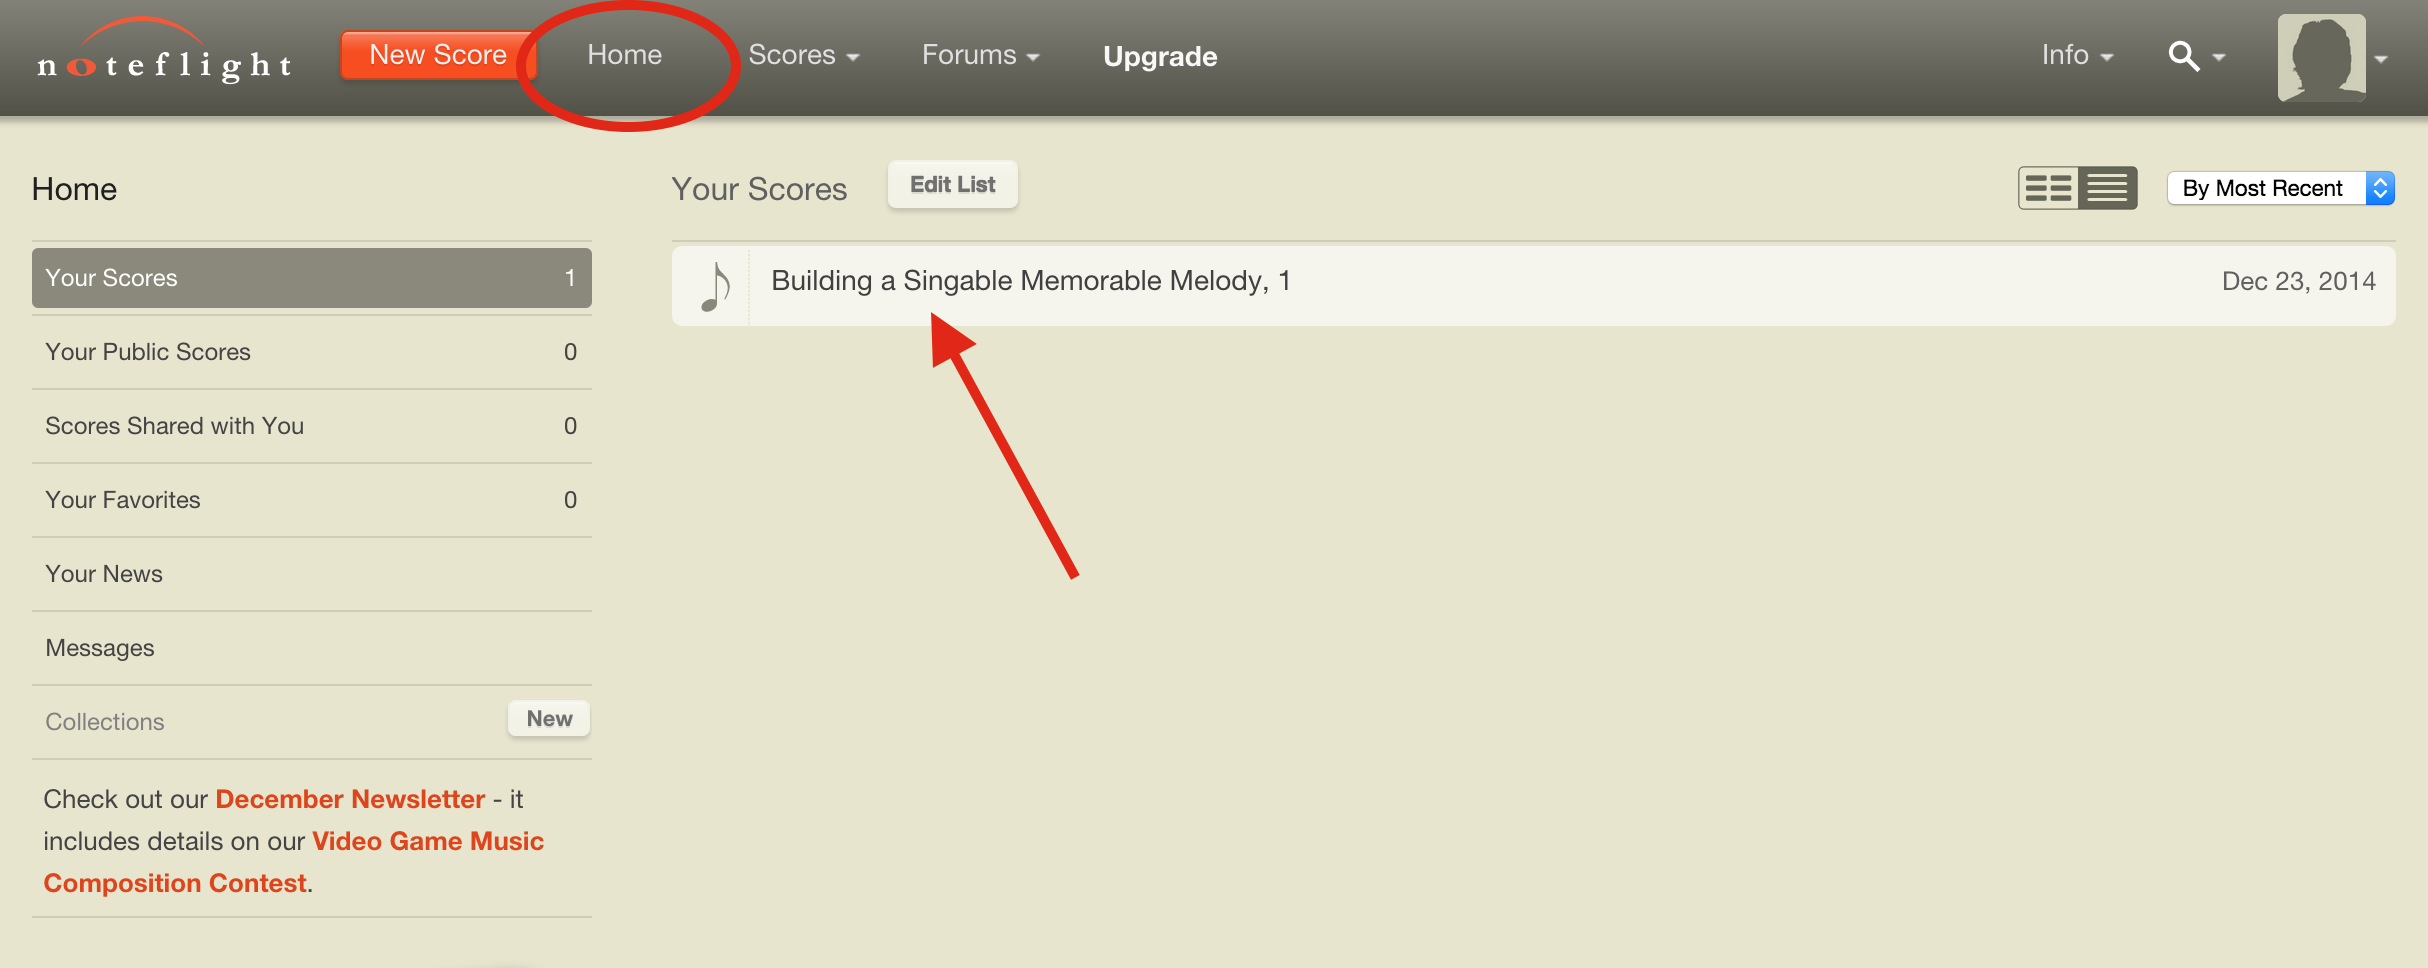 noteflight
New Score Home Scores Forums Upgrade Info
Home
Your Scores 1
Your Public Scores 0
Scores Shared with You 0
Your Favorites 0
Your News
Messages
Collections New
Check out our December Newsletter - it
includes details on our Video Game Music
Composition Contest.
Your Scores Edit List By Most Recent
Building a Singable Memorable Melody, 1 Dec 23, 2014